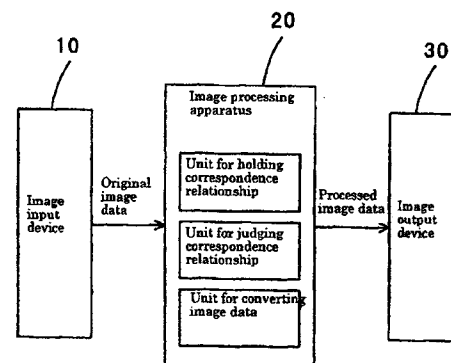 10
20
30
Image processing
apparatus
Image
input
device
Original
image
data
Unit for holding
correspondence
relationship
Unit for judging
correspondence
relationship
Unit for converting
image data
Processed
image data
Image
output
device